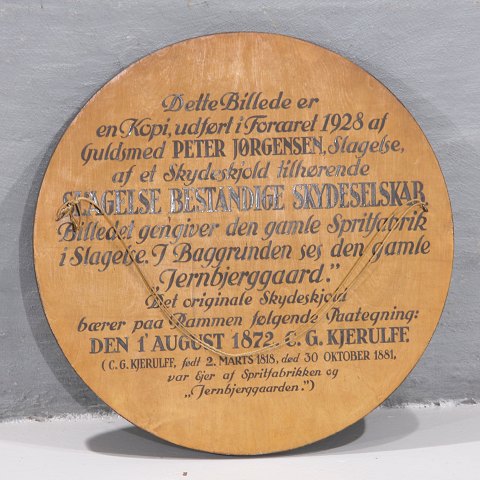 Dette Billede er
en Kopi, udført i Foraaret 1928 af
Guldsmed PETER JØRGENSEN, Slagelse,
af et Skydeskjold tilhørende
SLAGELSE BESTANDIGE SKYDESELSKAB
Billedet gengiver den gamle Spritfabrik
i Slagelse. I Baggrunden ses den gamle
„Jernbjerggaard.”
Det originale Skydeskjold
bærer paa Rammen følgende Paategning:
DEN 1' AUGUST 1872. C. G. KJERULFF.
( C. G. KJERULFF, født 2. MARTS 1818, død 30 OKTOBER 1881,
var Ejer af Spritfabrikken og
„Jernbjerggaarden.”)